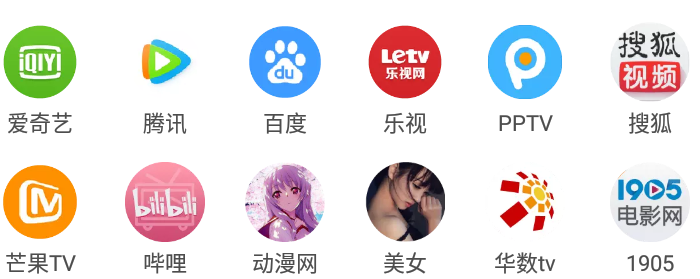 iQIYI
du
Letv
乐视网
搜狐
视频
爱奇艺 腾讯 百度 乐视 PPTV 搜狐
bilibili
1905
电影网
芒果TV 哔哩 动漫网 美女 华数tv 1905